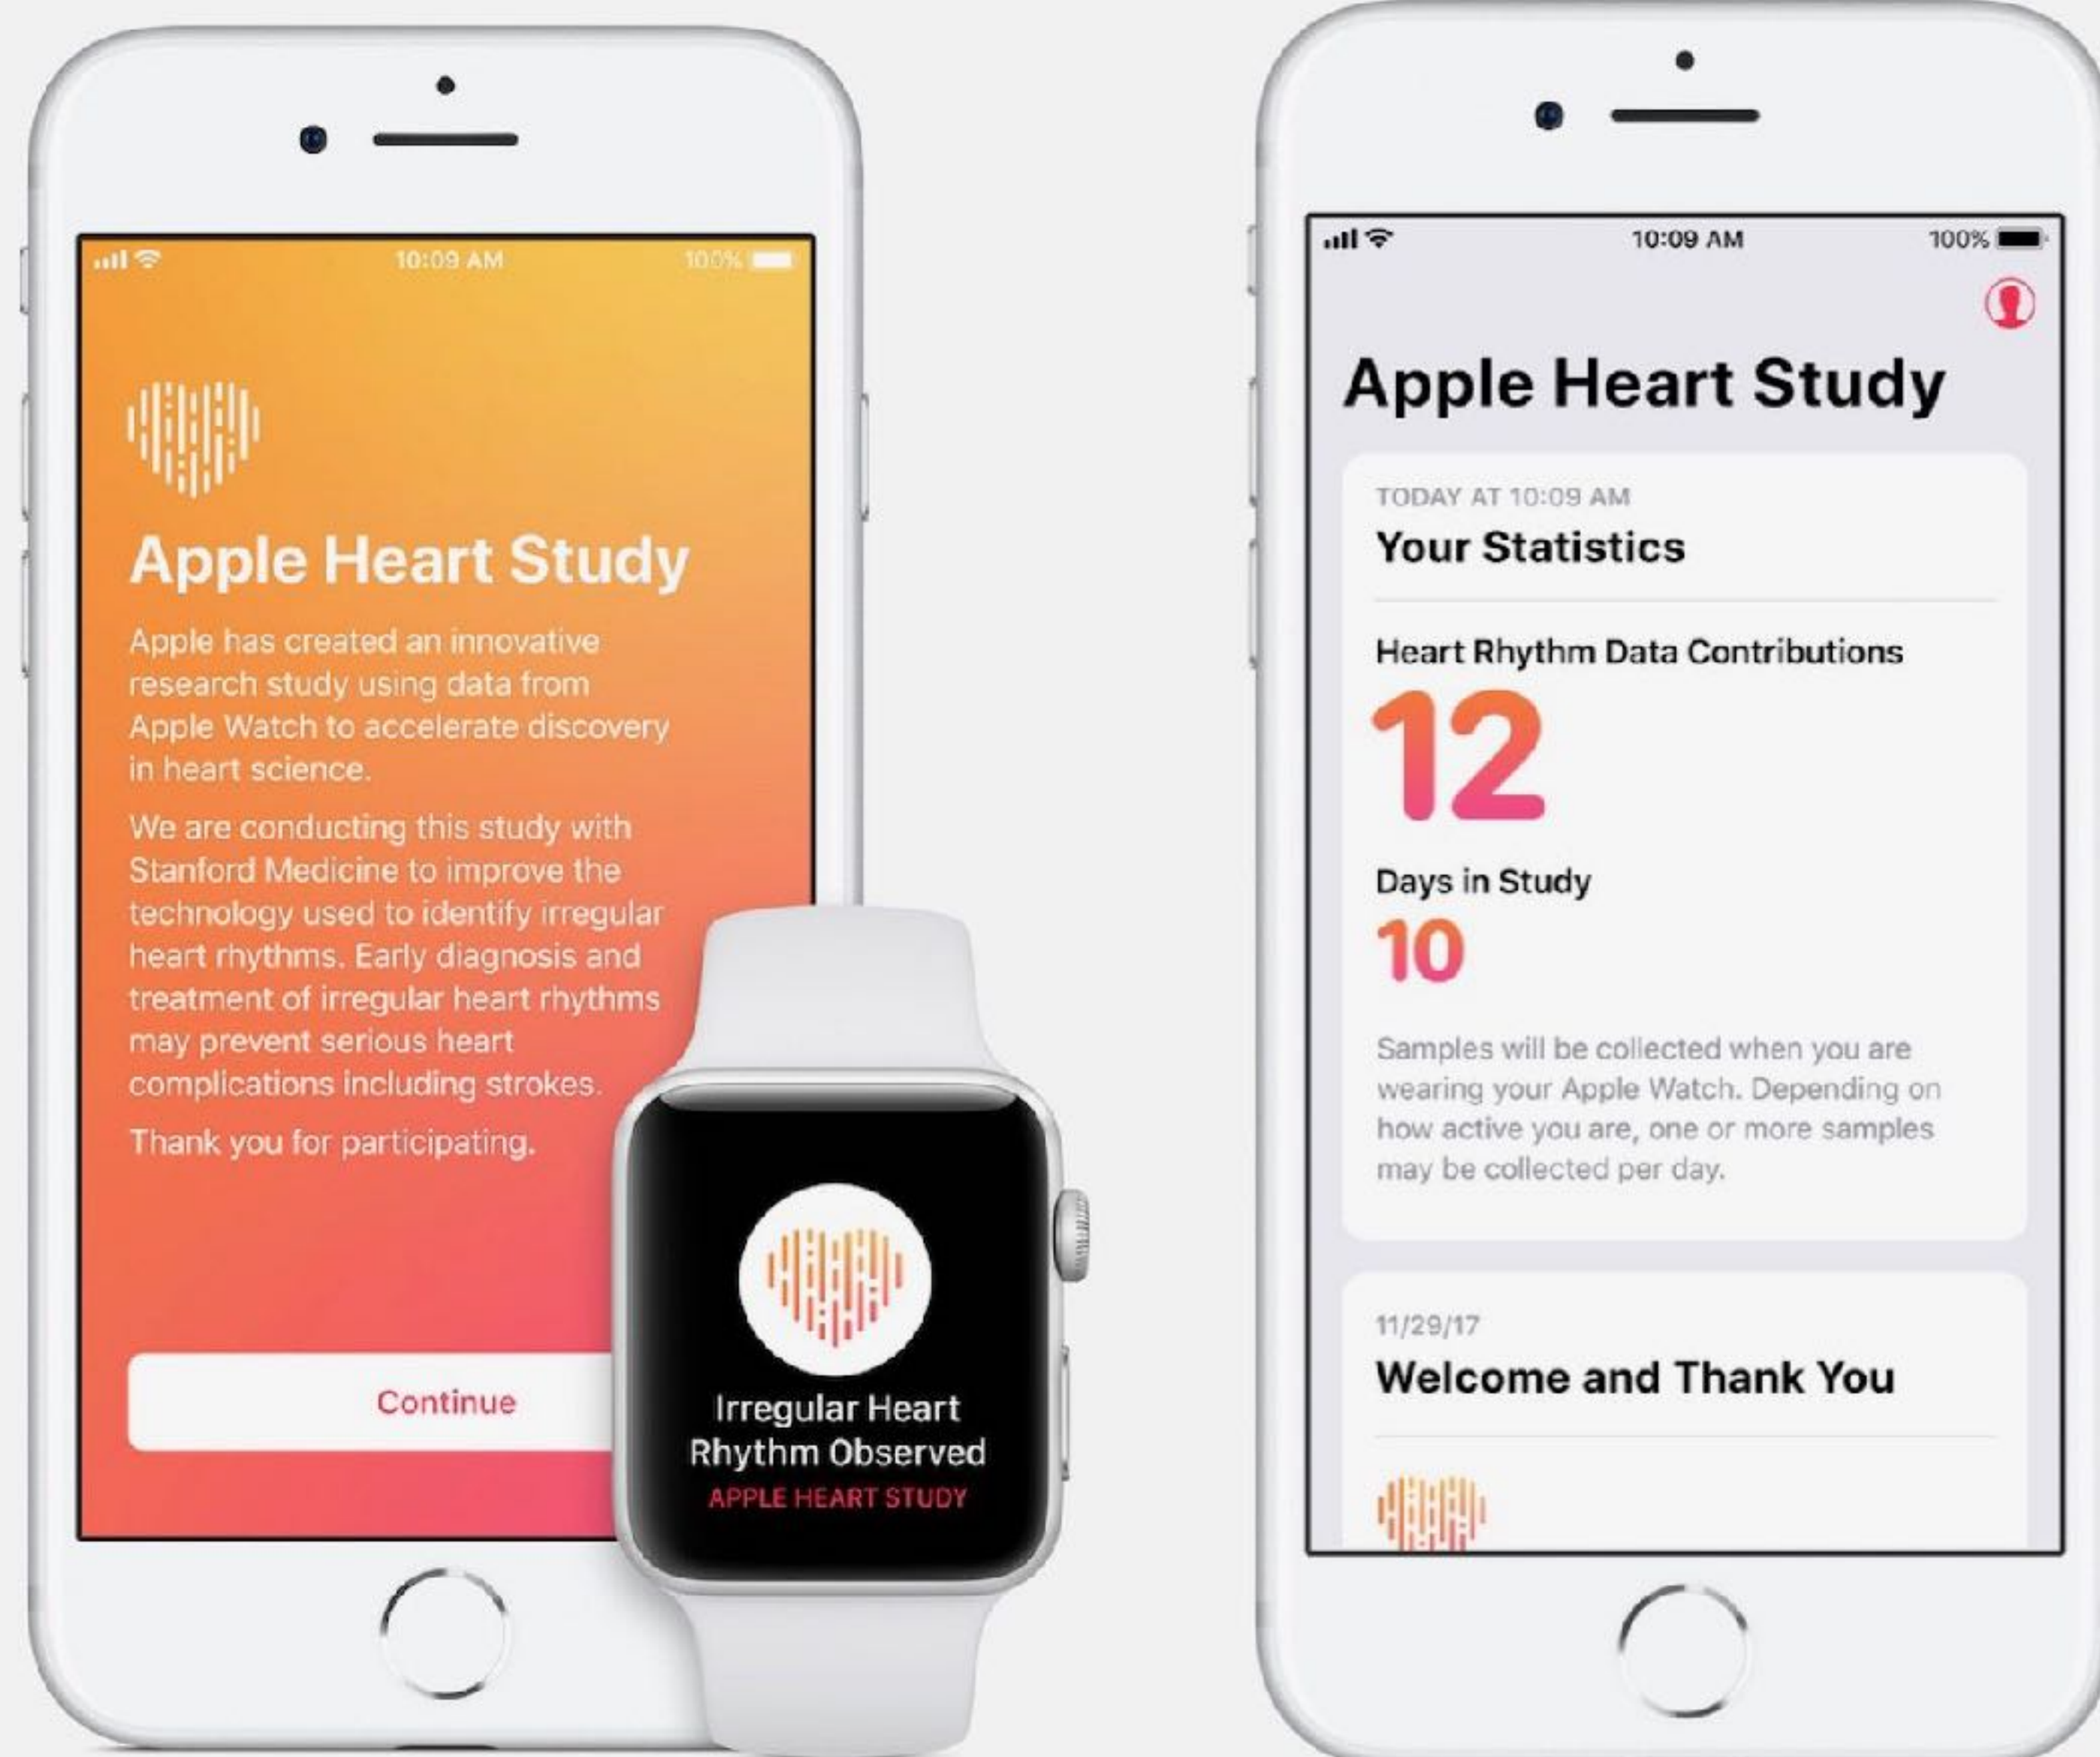 10:09 AM
100%
Apple Heart Study
Apple has created an innovative
research study using data from
Apple Watch to accelerate discovery
in heart science.
We are conducting this study with
Stanford Medicine to improve the
technology used to identify irregular
heart rhythms. Early diagnosis and
treatment of irregular heart rhythms
may prevent serious heart
complications including strokes.
Thank you for participating.
Continue
Irregular Heart
Rhythm Observed
APPLE HEART STUDY
10:09 AM
100%
Apple Heart Study
TODAY AT 10:09 AM
Your Statistics
Heart Rhythm Data Contributions
12
Days in Study
10
Samples will be collected when you are
wearing your Apple Watch. Depending on
how active you are, one or more samples
may be collected per day.
11/29/17
Welcome and Thank You